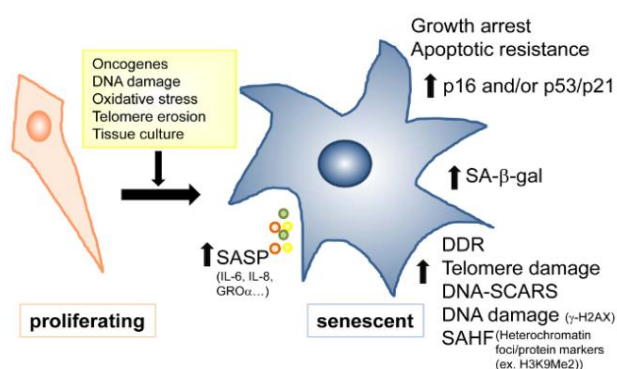 Oncogenes
DNA damage
Oxidative stress
Telomere erosion
Tissue culture
Growth arrest
Apoptotic resistance
p16 and/or p53/p21
SA-β-gal
SASP
(IL-6, IL-8,
GROα...)
DDR
Telomere damage
DNA-SCARS
DNA damage (γ-H2AX)
SAHF (Heterochromatin
foci/protein markers
(ex. H3K9Me2))
proliferating
senescent